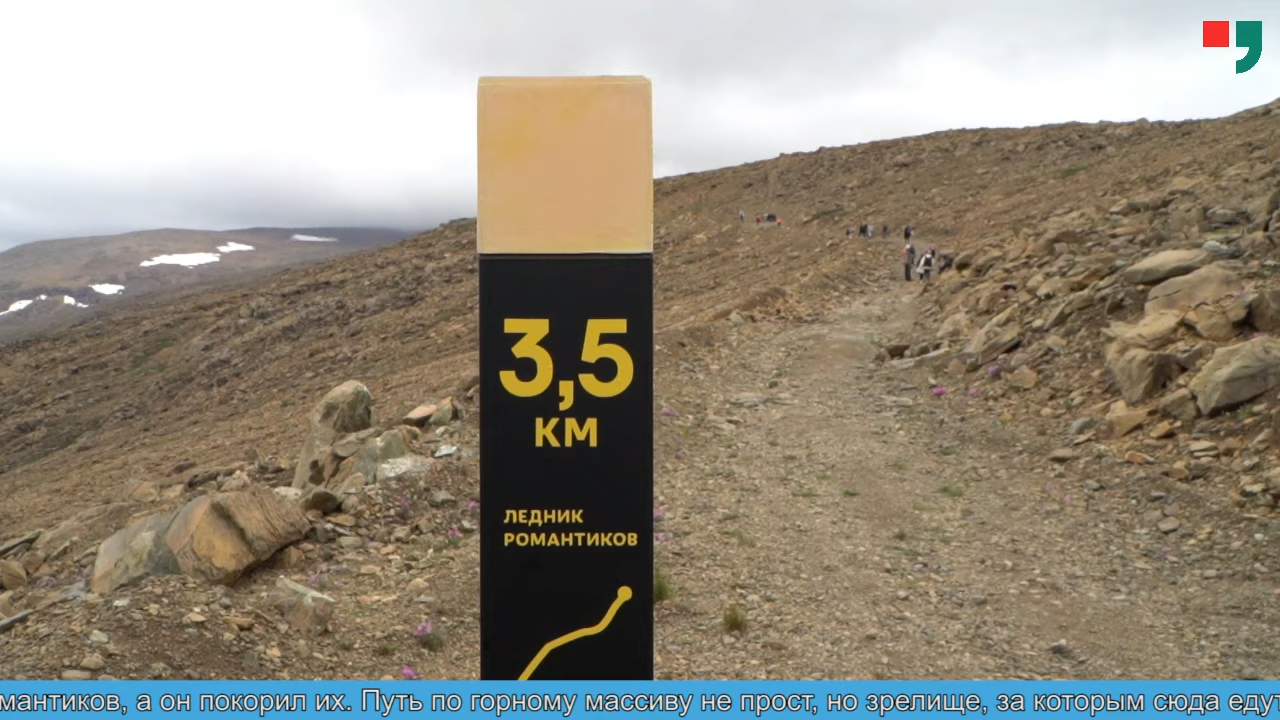 3,5
КМ
ЛЕДНИК
РОМАНТИКОВ
мантиков, а он покорил их. Путь по горному массиву не прост, но зрелище, за которым сюда едут